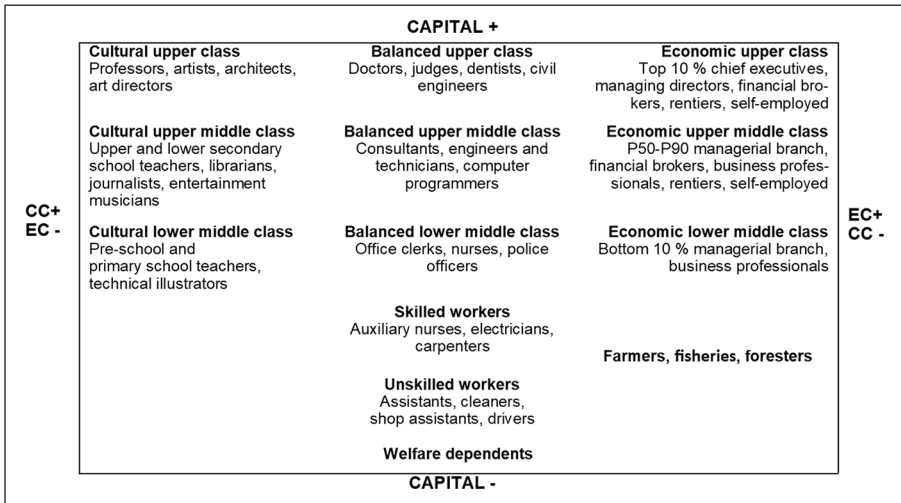 CAPITAL +
Cultural upper class
Professors, artists, architects,
art directors
Balanced upper class
Doctors, judges, dentists, civil
engineers
Economic upper class
Top 10 % chief executives,
managing directors, financial bro-
kers, rentiers, self-employed
Cultural upper middle class
Upper and lower secondary
school teachers, librarians,
journalists, entertainment
musicians
Balanced upper middle class
Consultants, engineers and
technicians, computer
programmers
Economic upper middle class
P50-P90 managerial branch,
financial brokers, business profes-
sionals, rentiers, self-employed
CC+
EC -
EC+
CC -
Cultural lower middle class
Pre-school and
primary school teachers,
technical illustrators
Balanced lower middle class
Office clerks, nurses, police
officers
Economic lower middle class
Bottom 10 % managerial branch,
business professionals
Skilled workers
Auxiliary nurses, electricians,
carpenters
Farmers, fisheries, foresters
Unskilled workers
Assistants, cleaners,
shop assistants, drivers
Welfare dependents
CAPITAL -